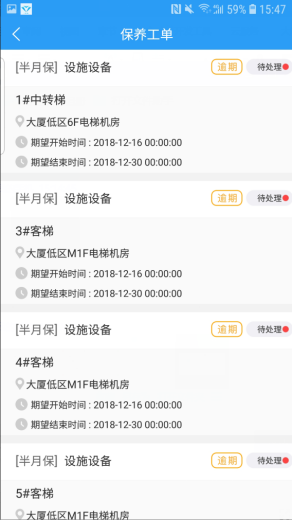 59% 15:47
保养工单
[半月保] 设施设备 逾期 待处理
1#中转梯
大厦低区6F电梯机房
期望开始时间 : 2018-12-16 00:00:00
期望结束时间 : 2018-12-30 00:00:00
[半月保] 设施设备 逾期 待处理
3#客梯
大厦低区M1F电梯机房
期望开始时间 : 2018-12-16 00:00:00
期望结束时间 : 2018-12-30 00:00:00
[半月保] 设施设备 逾期 待处理
4#客梯
大厦低区M1F电梯机房
期望开始时间 : 2018-12-16 00:00:00
期望结束时间 : 2018-12-30 00:00:00
[半月保] 设施设备 逾期 待处理
5#客梯
大厦低区M1F电梯机房